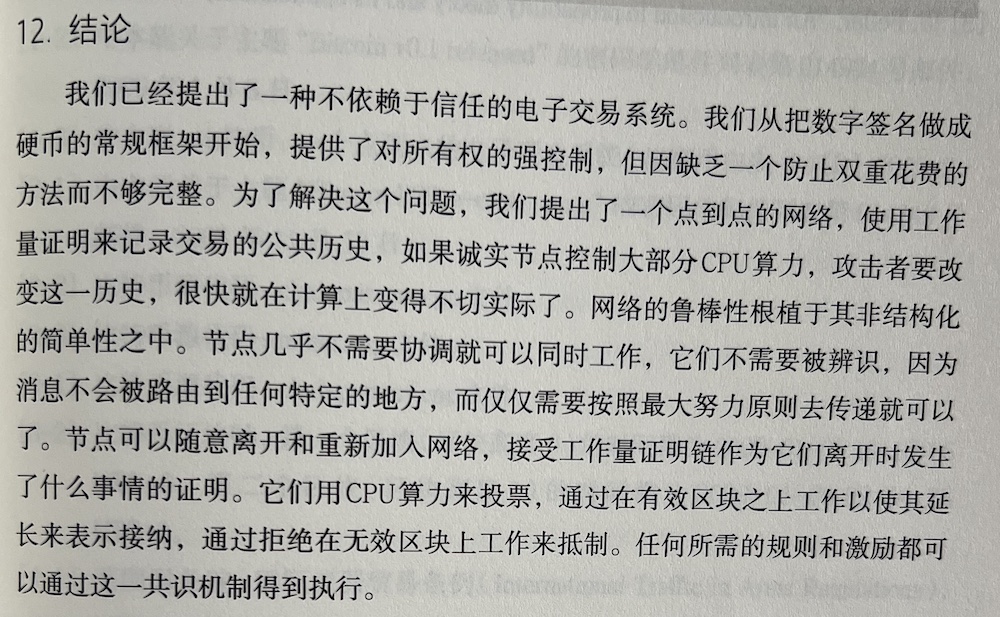 12. 结论
我们已经提出了一种不依赖于信任的电子交易系统。我们从把数字签名做成
硬币的常规框架开始，提供了对所有权的强控制，但因缺乏一个防止双重花费的
方法而不够完整。为了解决这个问题，我们提出了一个点到点的网络，使用工作
量证明来记录交易的公共历史，如果诚实节点控制大部分CPU算力，攻击者要改
变这一历史，很快就在计算上变得不切实际了。网络的鲁棒性根植于其非结构化
的简单性之中。节点几乎不需要协调就可以同时工作，它们不需要被辨识，因为
消息不会被路由到任何特定的地方，而仅仅需要按照最大努力原则去传递就可以
了。节点可以随意离开和重新加入网络，接受工作量证明链作为它们离开时发生
了什么事情的证明。它们用CPU算力来投票，通过在有效区块之上工作以使其延
长来表示接纳，通过拒绝在无效区块上工作来抵制。任何所需的规则和激励都可
以通过这一共识机制得到执行。